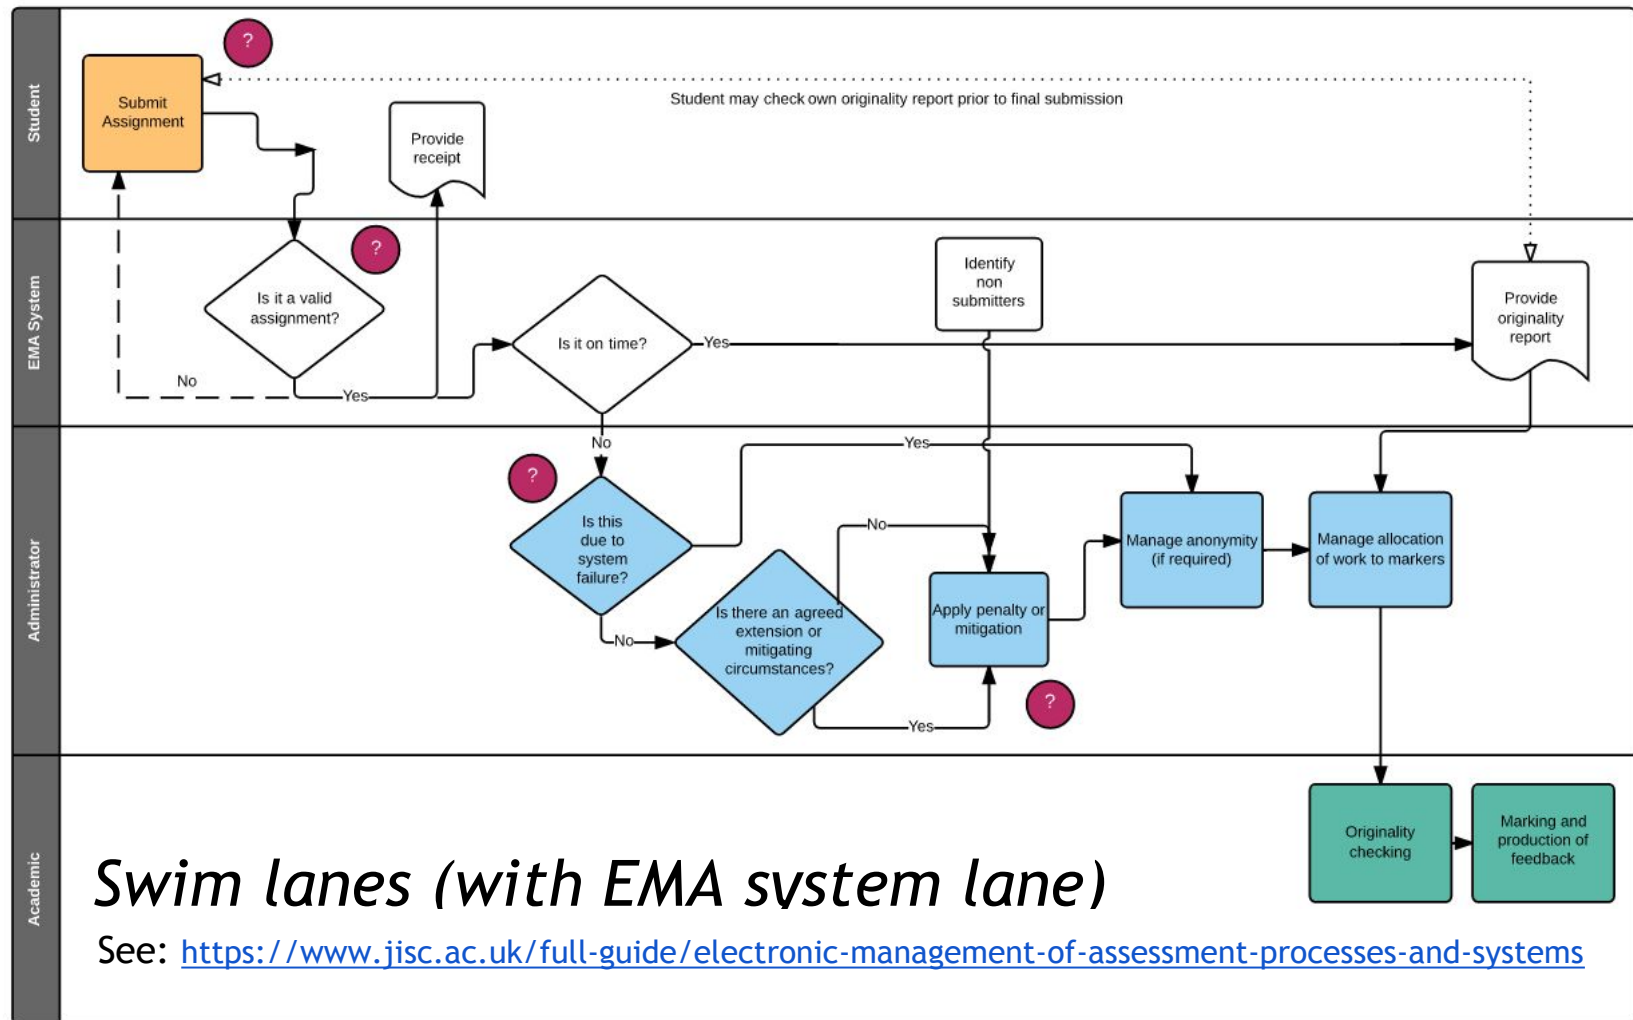 Student
?
Submit
Assignment
Student may check own originality report prior to final submission
Provide
receipt
EMA System
?
Is it a valid
assignment?
No
Yes
Is it on time?
Yes
Identify
non
submitters
Provide
originality
report
Administrator
No
?
Is this
due to
system
failure?
Yes
No
Is there an agreed
extension or
mitigating
circumstances?
No
Yes
Apply penalty or
mitigation
?
Manage anonymity
(if required)
Manage allocation
of work to markers
Academic
Originality
checking
Marking and
production of
feedback
Swim lanes (with EMA system lane)
See: https://www.jisc.ac.uk/full-guide/electronic-management-of-assessment-processes-and-systems